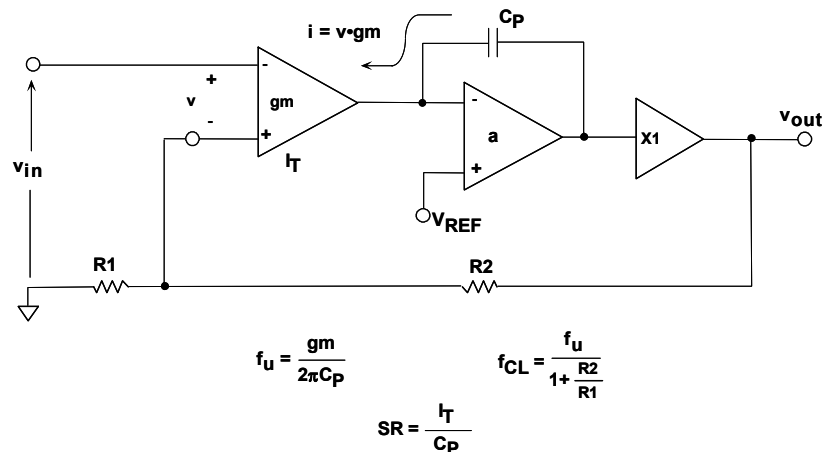 i = v•gm
CP
-
+
v
-
gm
+
IT
vin
-
a
+
VREF
X1
vout
R1
R2
fu = gm / 2πCP
fCL = fu / 1+ R2/R1
SR = IT / CP